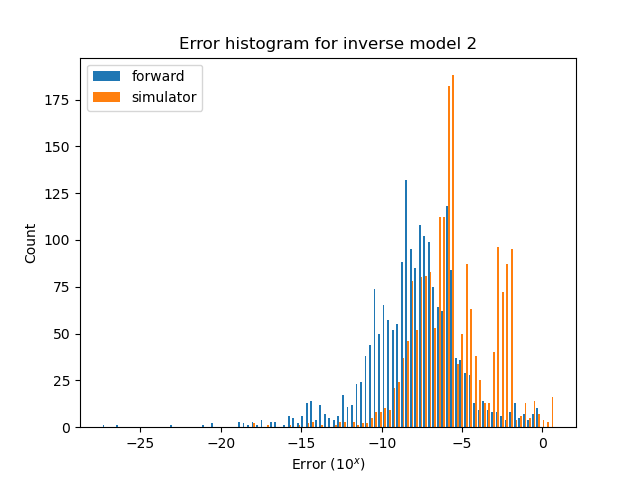 Error histogram for inverse model 2
forward
simulator
175
150
125
100
75
50
25
0
Count
−25
−20
−15
−10
−5
0
Error (10^x)